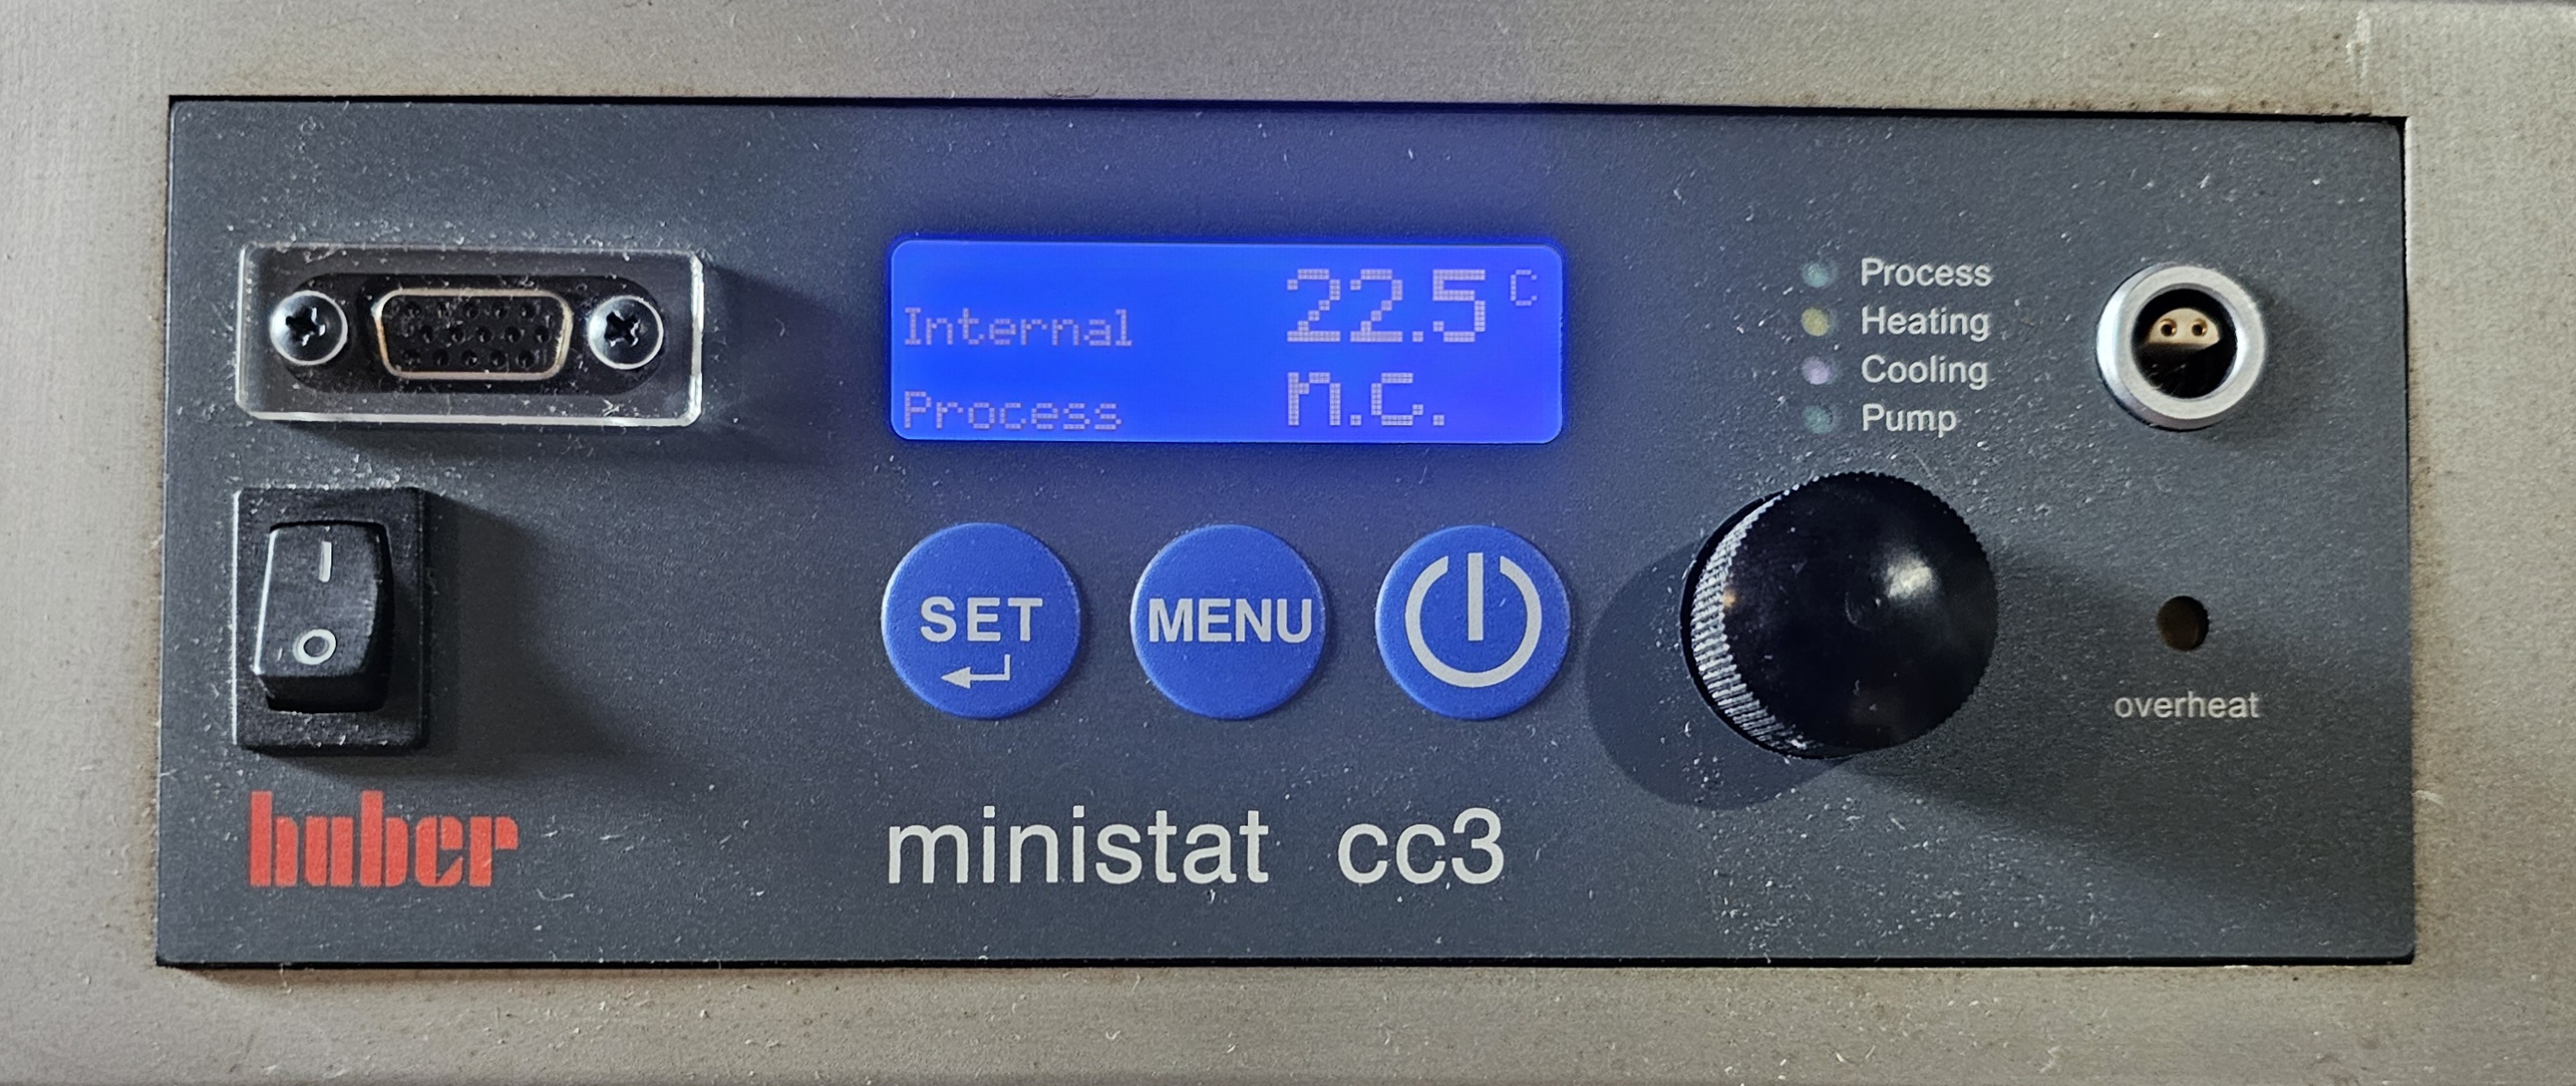 Internal 22.5 C
Process n.c.
Process
Heating
Cooling
Pump
I
O
SET
MENU
overheat
huber
ministat cc3